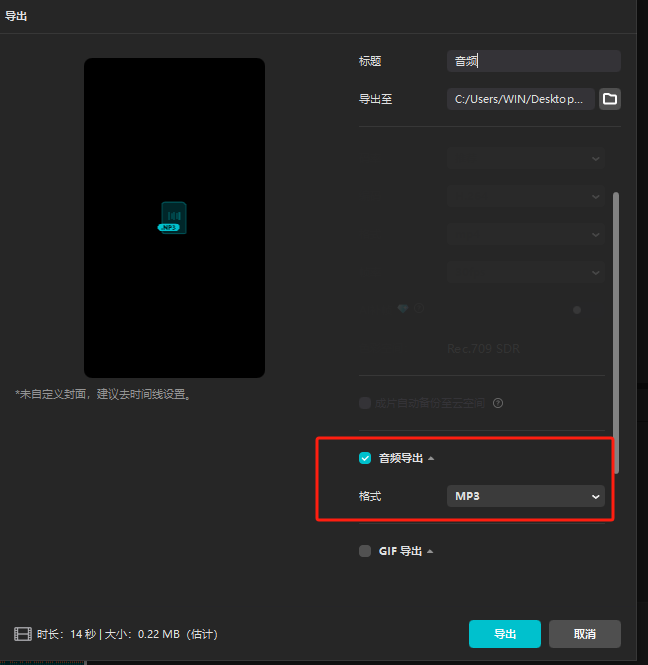 导出
标题 音频
导出至 C:/Users/WIN/Desktop...
.MP3
Rec.709 SDR
*未自定义封面，建议去时间线设置。
成片自动备份至云空间
音频导出
格式 MP3
GIF 导出
时长：14 秒 | 大小：0.22 MB（估计）
导出 取消